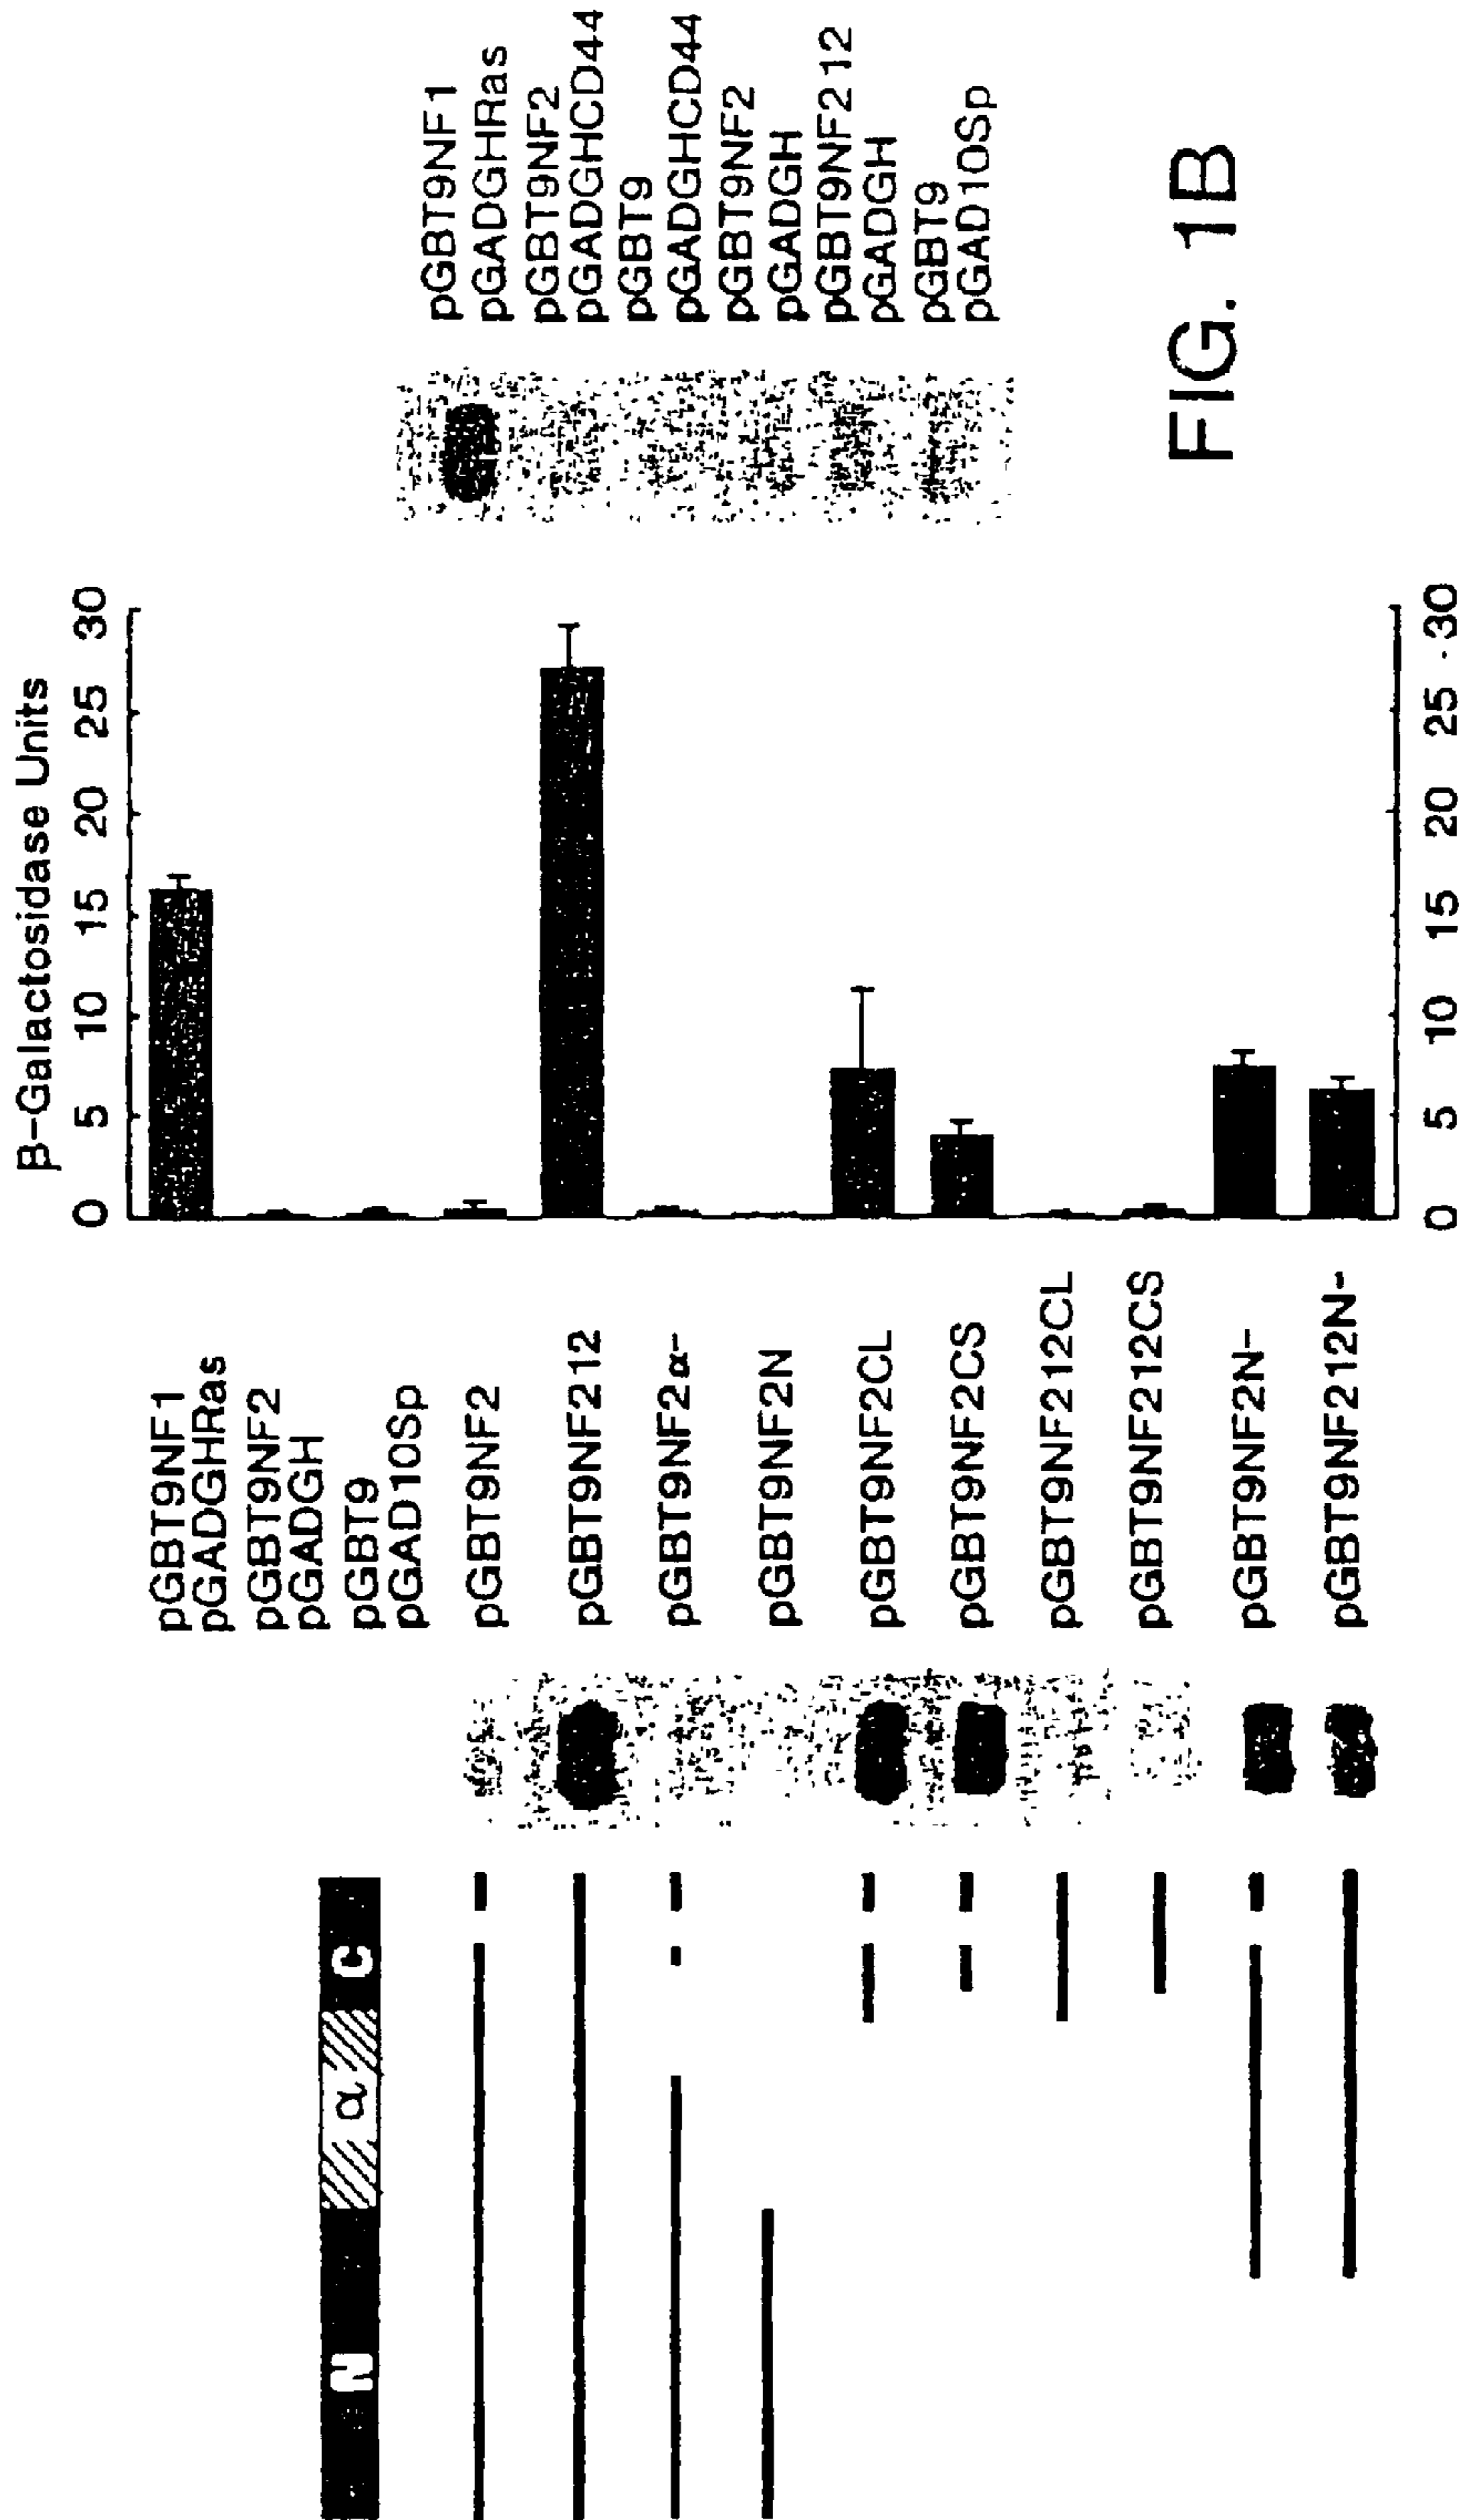 β-Galactosidase Units
0 5 10 15 20 25 30
pGBT9NF1
pGADGHRas
pGBT9NF2
pGADGH
pGBT9
pGAD10Sp
N α C
pGBT9NF2
pGBT9NF212
pGBT9NF2α-
pGBT9NF2N
pGBT9NF2CL
pGBT9NF2CS
pGBT9NF212CL
pGBT9NF212CS
pGBT9NF2N-
pGBT9NF212N-
0 5 10 15 20 25 30
pGBT9NF1
pGADGHRas
pGBT9NF2
pGADGHCD44
pGBT9
pGADGHCD44
pGBT9NF2
pGADGH
pGBT9NF212
pGADGH
pGBT9
pGAD10Sp
FIG. 1B